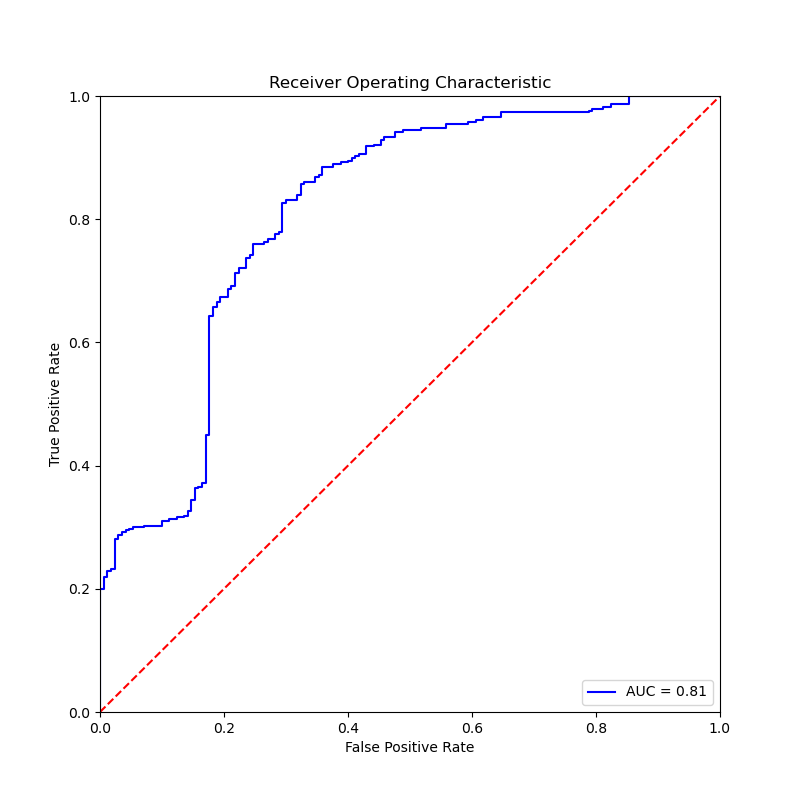 Receiver Operating Characteristic
1.0
0.8
0.6
0.4
0.2
0.0
True Positive Rate
AUC = 0.81
0.0 0.2 0.4 0.6 0.8 1.0
False Positive Rate